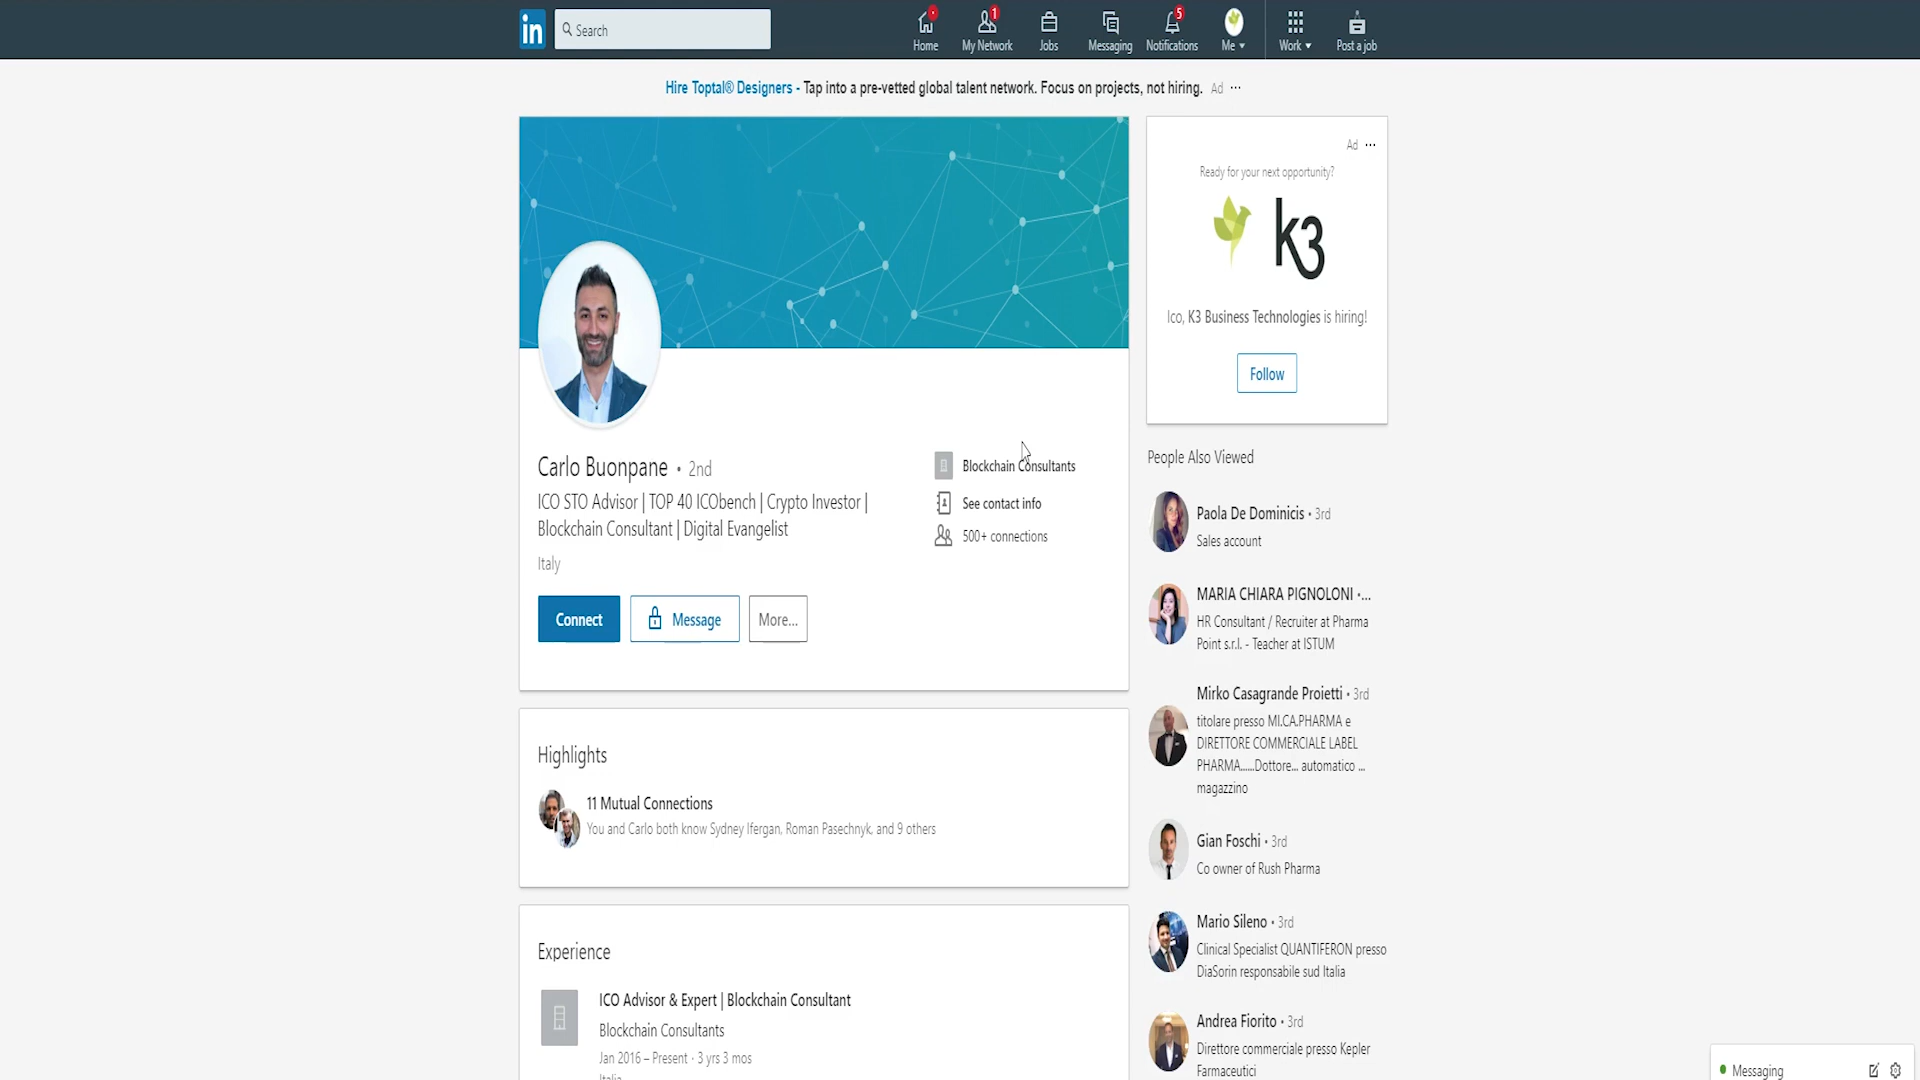 in
Search
1
5
Home
My Network
Jobs
Messaging
Notifications
Me
Work
Post a job
Hire Toptal® Designers - Tap into a pre-vetted global talent network. Focus on projects, not hiring. Ad ...
Ad ...
Ready for your next opportunity?
k3
Ico, K3 Business Technologies is hiring!
Follow
Carlo Buonpane • 2nd
ICO STO Advisor | TOP 40 ICObench | Crypto Investor |
Blockchain Consultant | Digital Evangelist
Italy
Blockchain Consultants
See contact info
500+ connections
Connect
Message
More...
Highlights
11 Mutual Connections
You and Carlo both know Sydney Ifergan, Roman Pasechnyk, and 9 others
Experience
ICO Advisor & Expert | Blockchain Consultant
Blockchain Consultants
Jan 2016 – Present · 3 yrs 3 mos
Italia
People Also Viewed
Paola De Dominicis • 3rd
Sales account
MARIA CHIARA PIGNOLONI •...
HR Consultant / Recruiter at Pharma
Point s.r.l. - Teacher at ISTUM
Mirko Casagrande Proietti • 3rd
titolare presso MI.CA.PHARMA e
DIRETTORE COMMERCIALE LABEL
PHARMA......Dottore... automatico ...
magazzino
Gian Foschi • 3rd
Co owner of Rush Pharma
Mario Sileno • 3rd
Clinical Specialist QUANTIFERON presso
DiaSorin responsabile sud Italia
Andrea Fiorito • 3rd
Direttore commerciale presso Kepler
Farmaceutici
Messaging